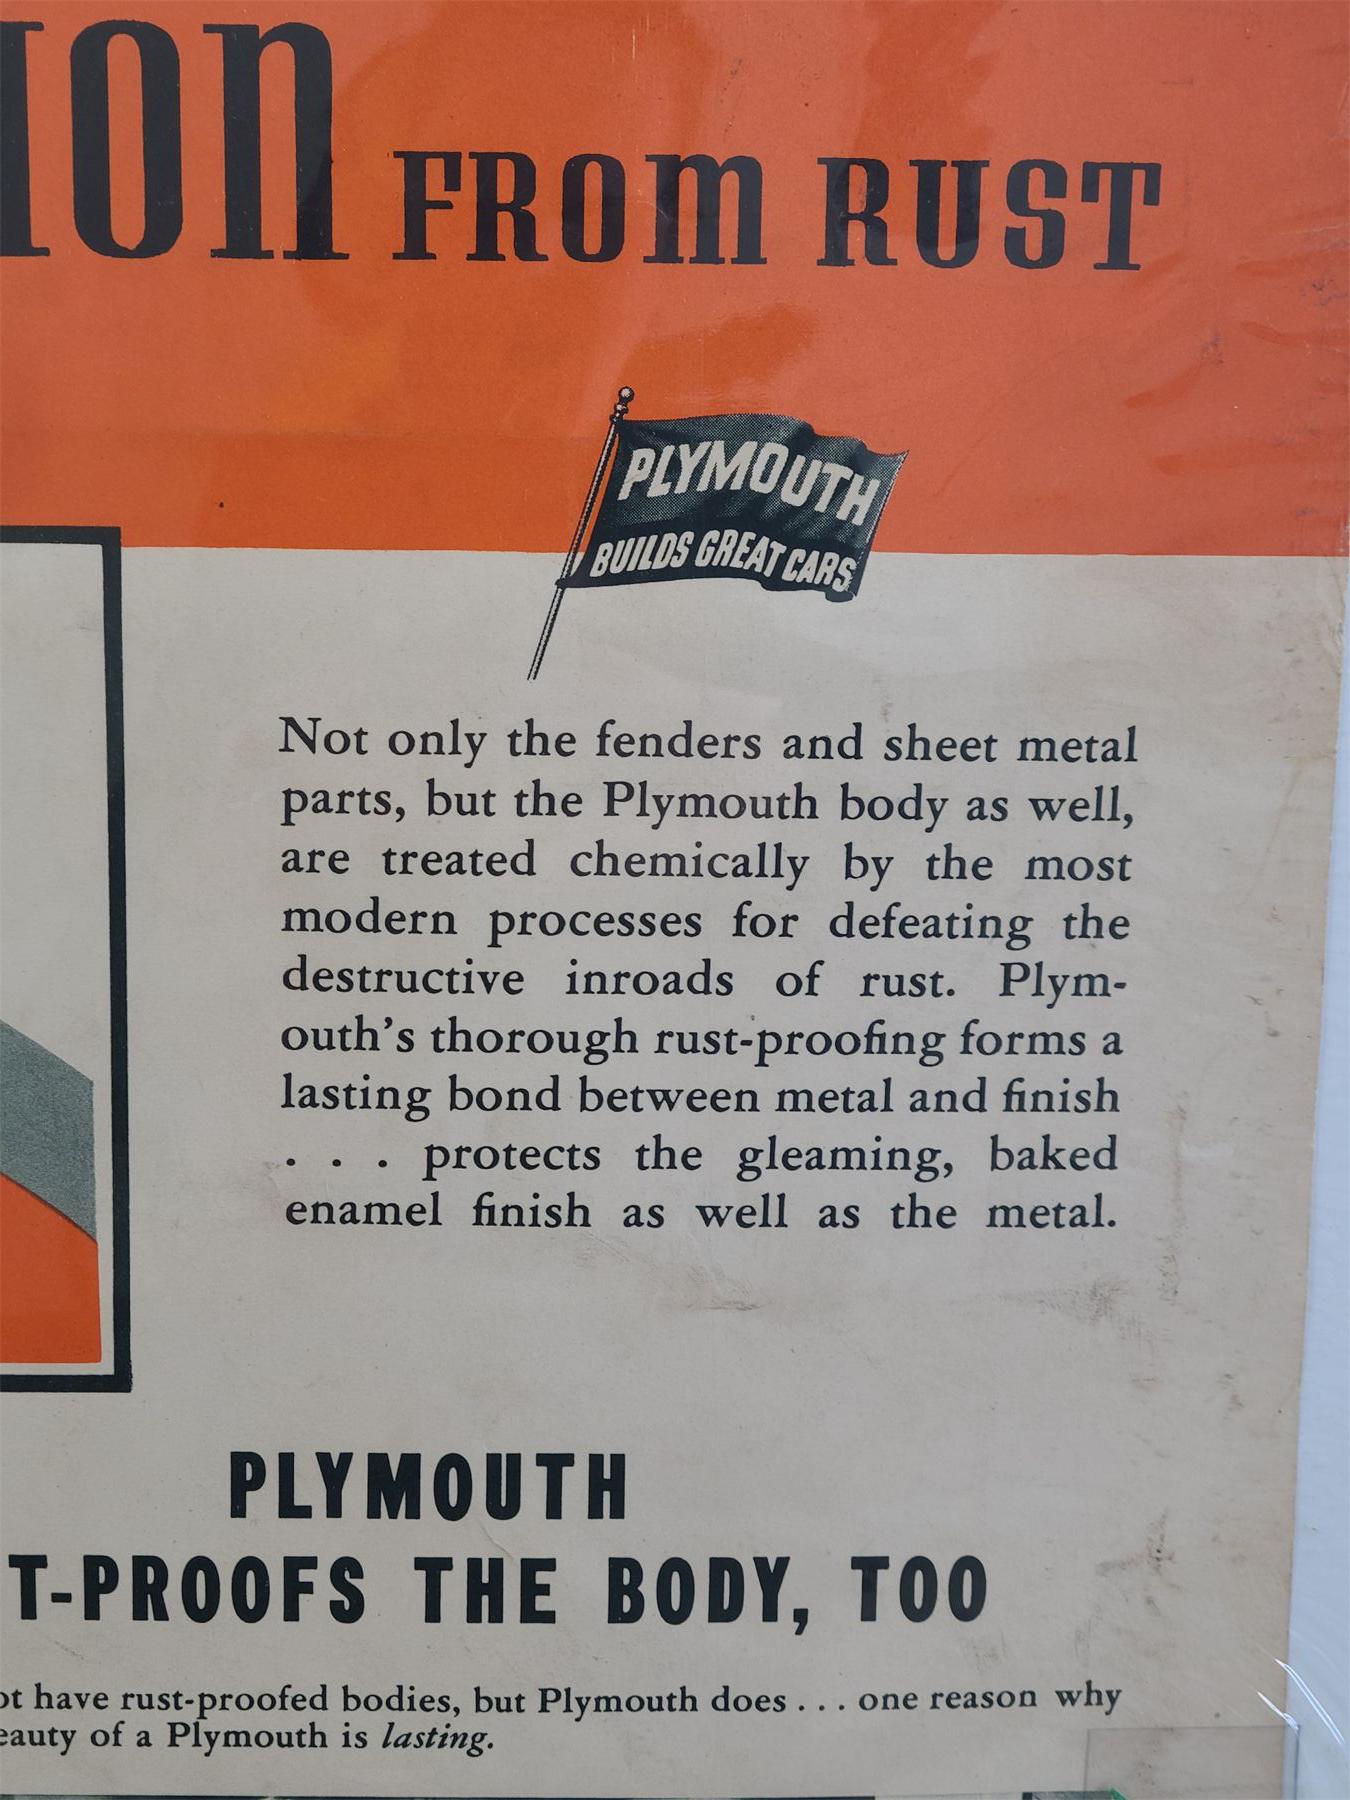 ION FROM RUST
PLYMOUTH
BUILDS GREAT CARS
Not only the fenders and sheet metal
parts, but the Plymouth body as well,
are treated chemically by the most
modern processes for defeating the
destructive inroads of rust. Plym-
outh's thorough rust-proofing forms a
lasting bond between metal and finish
. . . protects the gleaming, baked
enamel finish as well as the metal.
PLYMOUTH
T-PROOFS THE BODY, TOO
ot have rust-proofed bodies, but Plymouth does . . . one reason why
eauty of a Plymouth is lasting.